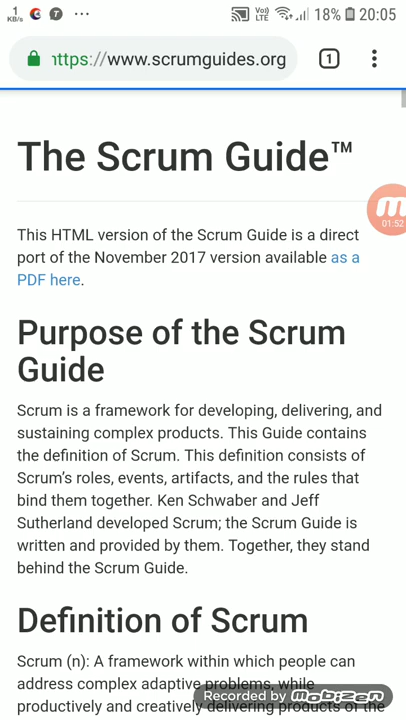 1
KB/s
Vo))
LTE
18%
20:05
https://www.scrumguides.org
1
The Scrum Guide™
01:52
This HTML version of the Scrum Guide is a direct
port of the November 2017 version available as a
PDF here.
Purpose of the Scrum
Guide
Scrum is a framework for developing, delivering, and
sustaining complex products. This Guide contains
the definition of Scrum. This definition consists of
Scrum’s roles, events, artifacts, and the rules that
bind them together. Ken Schwaber and Jeff
Sutherland developed Scrum; the Scrum Guide is
written and provided by them. Together, they stand
behind the Scrum Guide.
Definition of Scrum
Scrum (n): A framework within which people can
address complex adaptive problems, while
productively and creatively delivering products of the
Recorded by mobizen